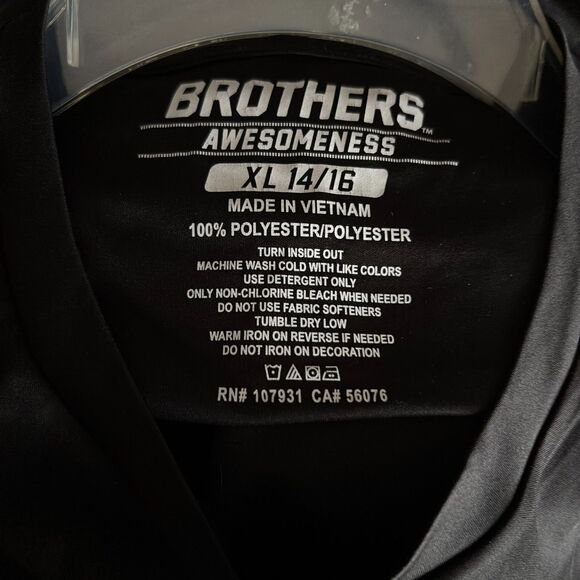 BROTHERS™
AWESOMENESS
XL 14/16
MADE IN VIETNAM
100% POLYESTER/POLYESTER
TURN INSIDE OUT
MACHINE WASH COLD WITH LIKE COLORS
USE DETERGENT ONLY
ONLY NON-CHLORINE BLEACH WHEN NEEDED
DO NOT USE FABRIC SOFTENERS
TUMBLE DRY LOW
WARM IRON ON REVERSE IF NEEDED
DO NOT IRON ON DECORATION
RN# 107931 CA# 56076